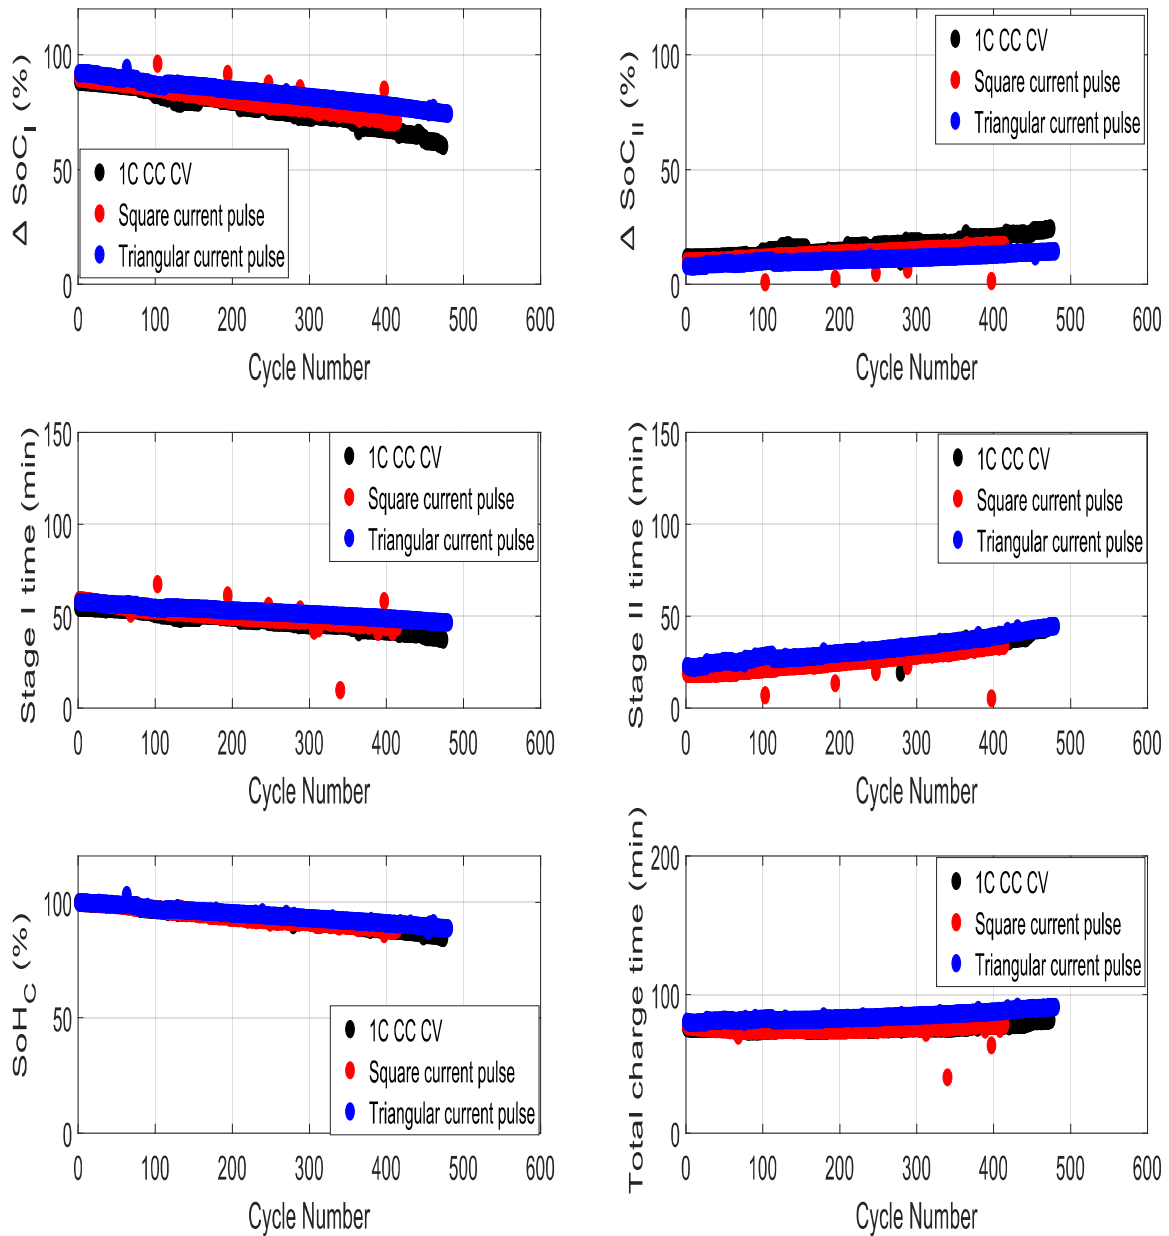 Δ SoC_I (%)
100
50
0
1C CC CV
Square current pulse
Triangular current pulse
0 100 200 300 400 500 600
Cycle Number
Δ SoC_II (%)
100
50
0
1C CC CV
Square current pulse
Triangular current pulse
0 100 200 300 400 500 600
Cycle Number
Stage I time (min)
150
100
50
0
1C CC CV
Square current pulse
Triangular current pulse
0 100 200 300 400 500 600
Cycle Number
Stage II time (min)
150
100
50
0
1C CC CV
Square current pulse
Triangular current pulse
0 100 200 300 400 500 600
Cycle Number
SoH_C (%)
100
50
0
1C CC CV
Square current pulse
Triangular current pulse
0 100 200 300 400 500 600
Cycle Number
Total charge time (min)
200
100
0
1C CC CV
Square current pulse
Triangular current pulse
0 100 200 300 400 500 600
Cycle Number